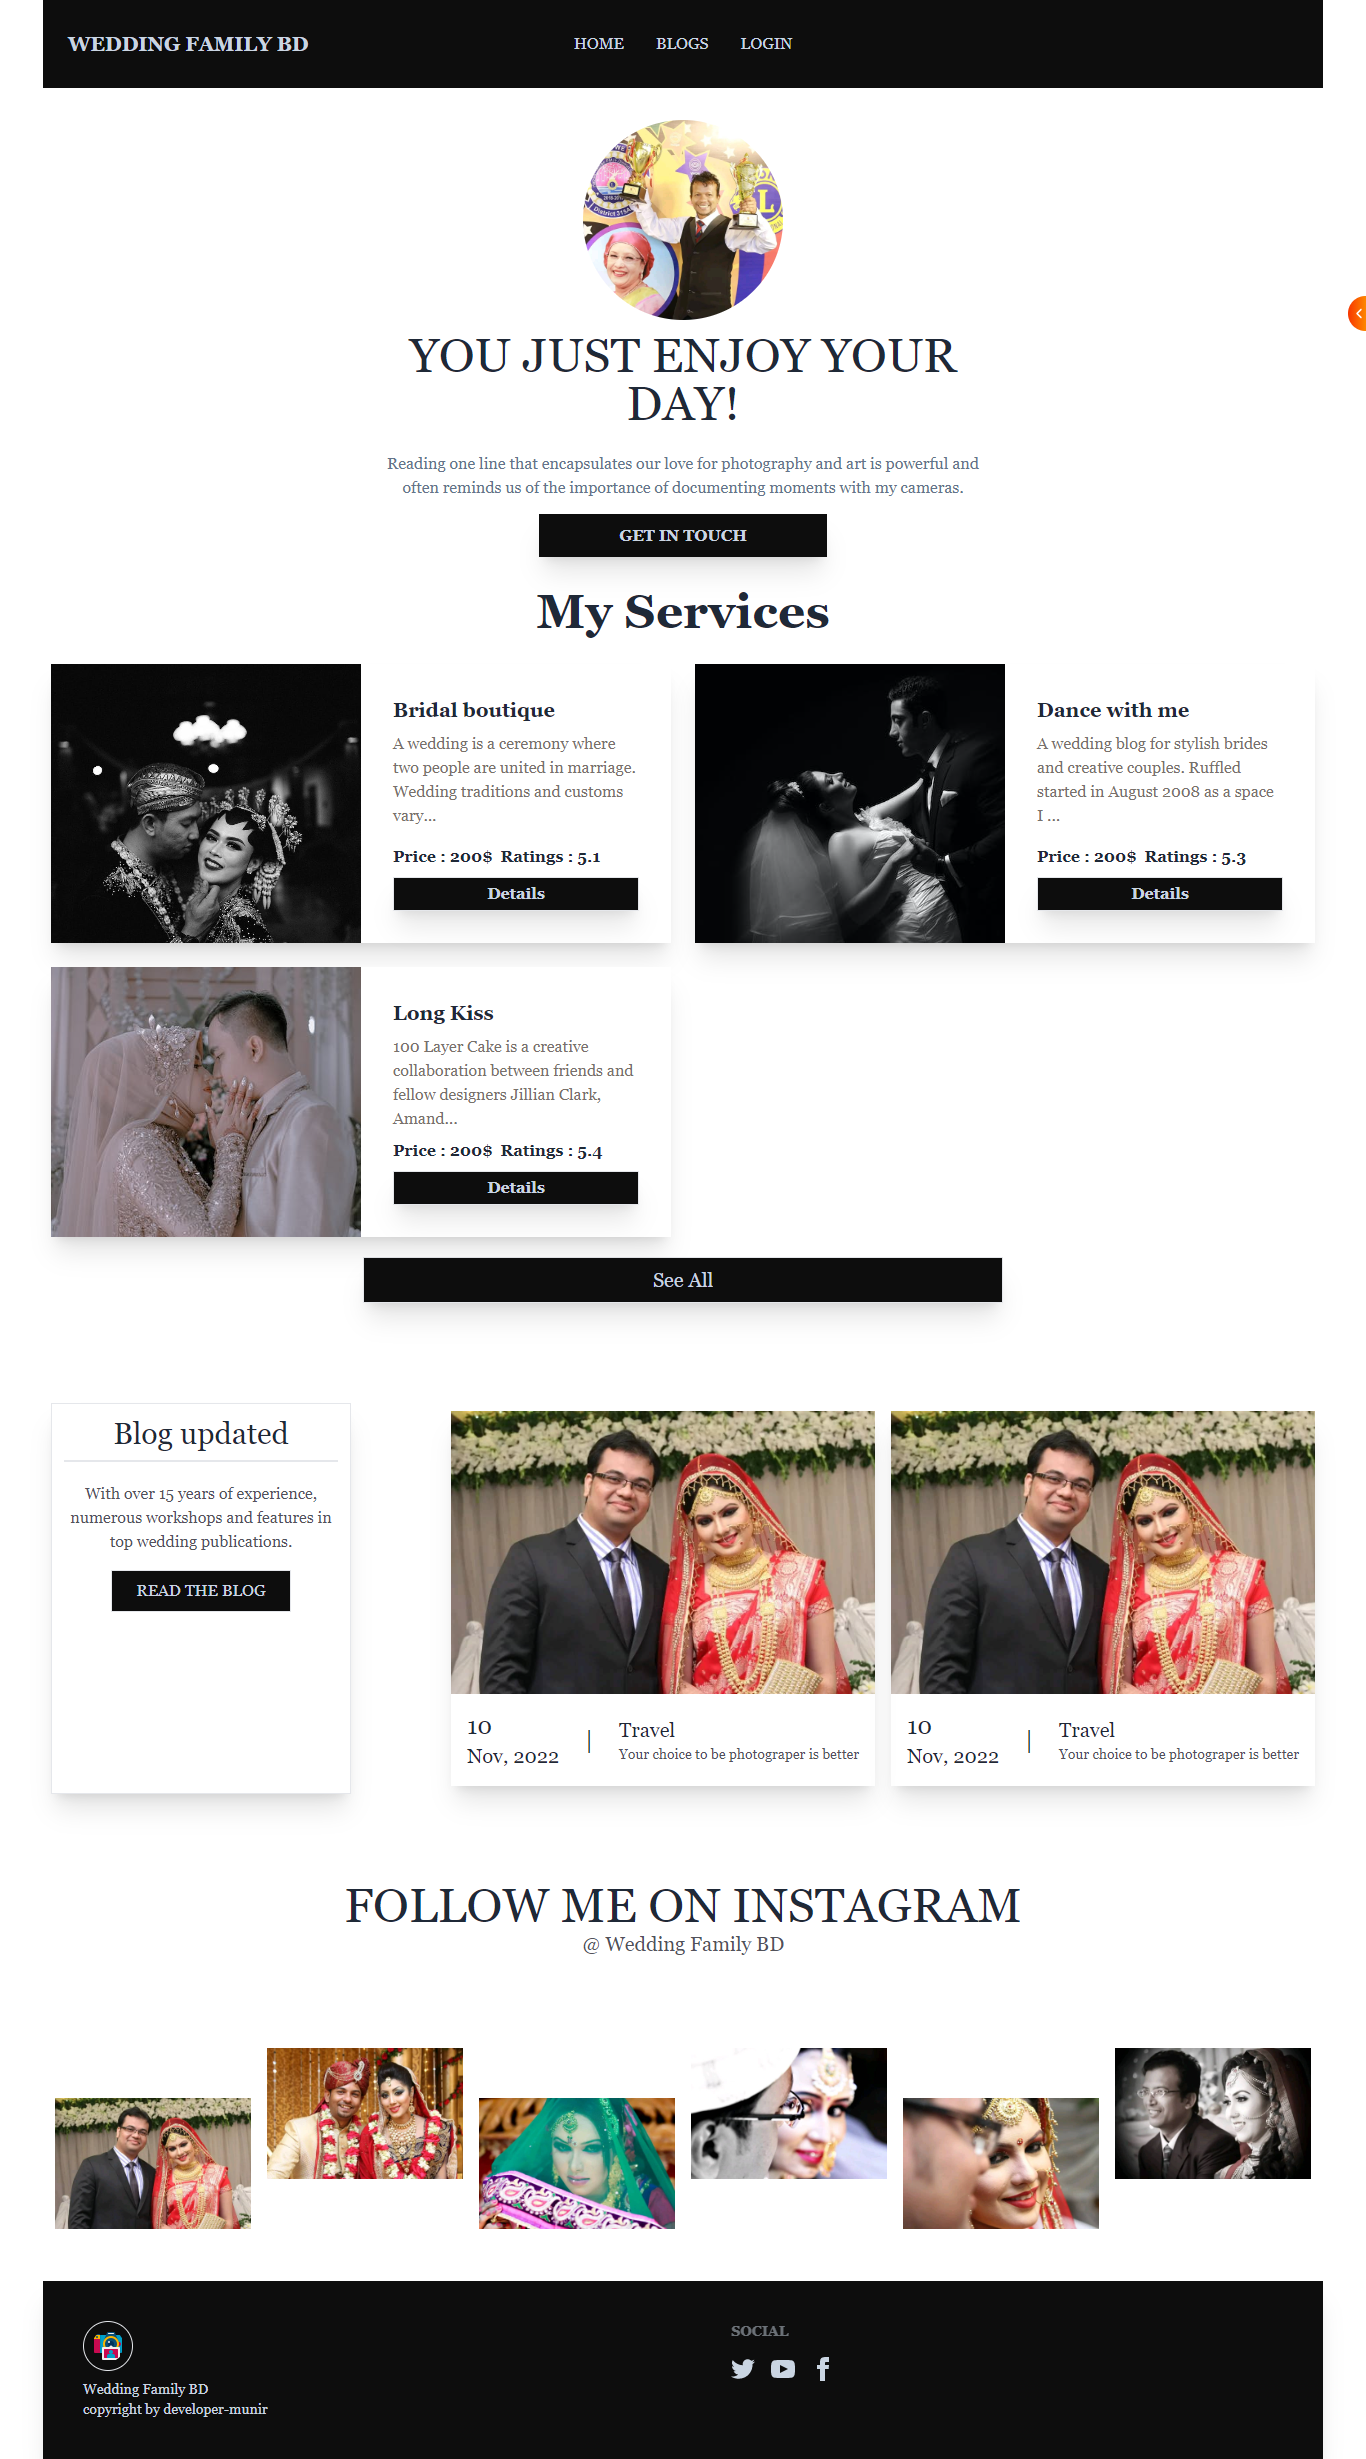 WEDDING FAMILY BD
HOME
BLOGS
LOGIN
District 315A
YOU JUST ENJOY YOUR
DAY!
Reading one line that encapsulates our love for photography and art is powerful and
often reminds us of the importance of documenting moments with my cameras.
GET IN TOUCH
My Services
Bridal boutique
A wedding is a ceremony where
two people are united in marriage.
Wedding traditions and customs
vary...
Price : 200$ Ratings : 5.1
Details
Dance with me
A wedding blog for stylish brides
and creative couples. Ruffled
started in August 2008 as a space
I ...
Price : 200$ Ratings : 5.3
Details
Long Kiss
100 Layer Cake is a creative
collaboration between friends and
fellow designers Jillian Clark,
Amand...
Price : 200$ Ratings : 5.4
Details
See All
Blog updated
With over 15 years of experience,
numerous workshops and features in
top wedding publications.
READ THE BLOG
10
Nov, 2022
|
Travel
Your choice to be photograper is better
10
Nov, 2022
|
Travel
Your choice to be photograper is better
FOLLOW ME ON INSTAGRAM
@ Wedding Family BD
Wedding Family BD
copyright by developer-munir
SOCIAL